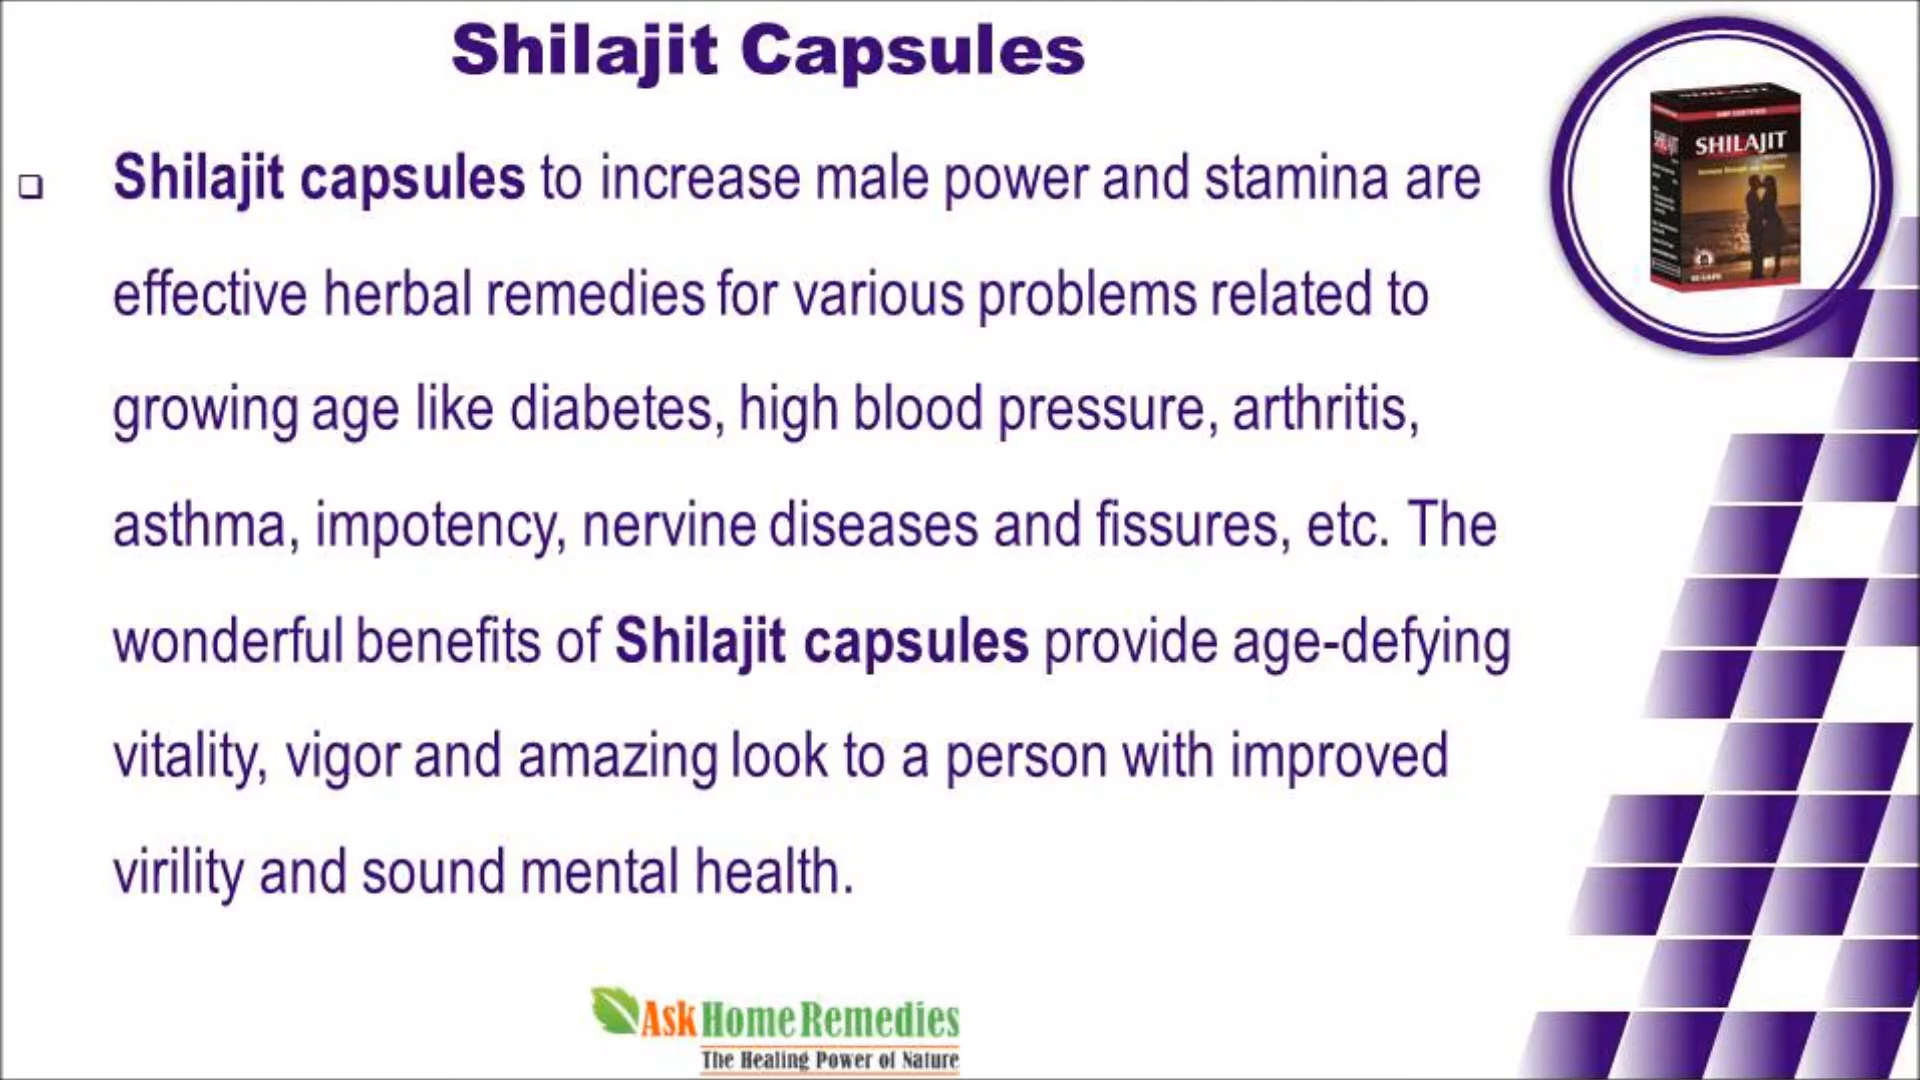 Shilajit Capsules
Shilajit capsules to increase male power and stamina are
effective herbal remedies for various problems related to
growing age like diabetes, high blood pressure, arthritis,
asthma, impotency, nervine diseases and fissures, etc. The
wonderful benefits of Shilajit capsules provide age-defying
vitality, vigor and amazing look to a person with improved
virility and sound mental health.
SHILAJIT
SHILAJIT
SHILAJIT
Ask Home Remedies
The Healing Power of Nature